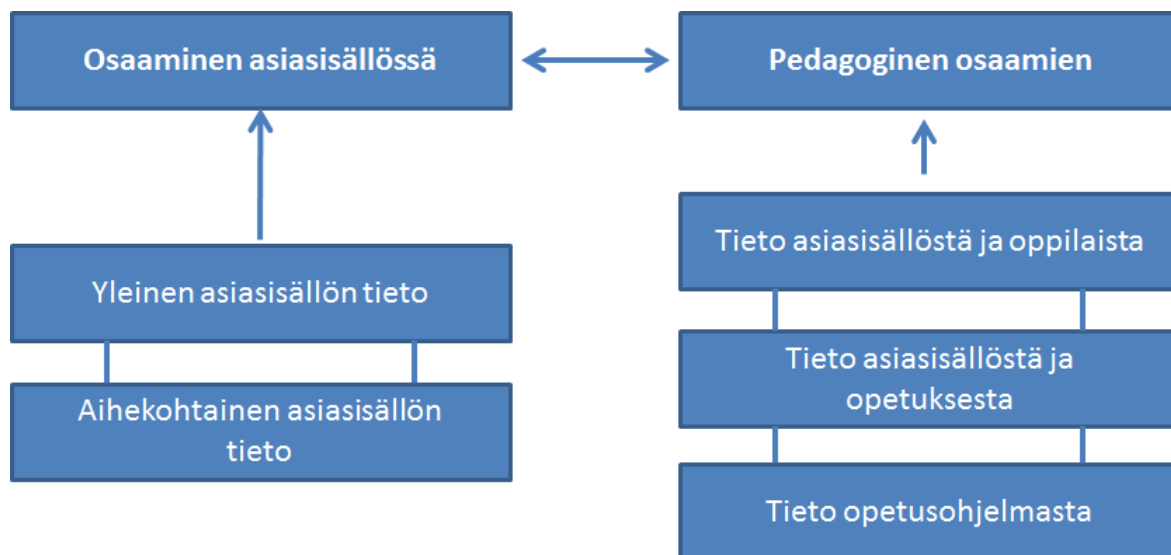 Osaaminen asiasisällössä
Pedagoginen osaamien
Yleinen asiasisällön tieto
Aihekohtainen asiasisällön
tieto
Tieto asiasisällöstä ja oppilaista
Tieto asiasisällöstä ja
opetuksesta
Tieto opetusohjelmasta